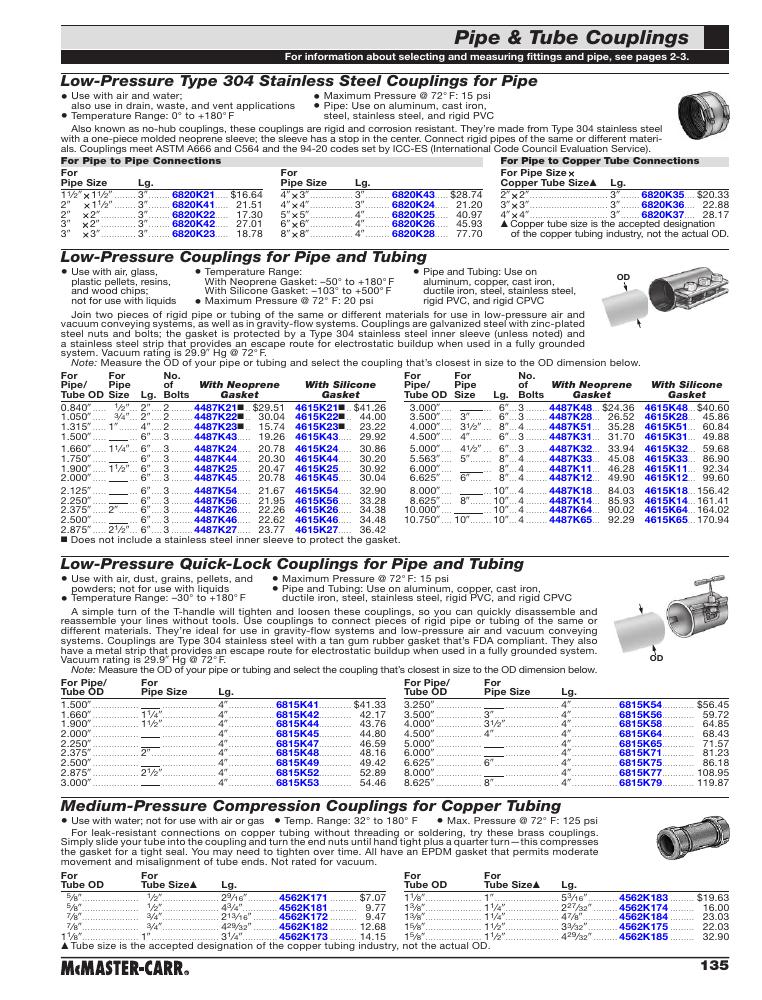 Pipe & Tube Couplings
For information about selecting and measuring fittings and pipe, see pages 2-3.
Low-Pressure Type 304 Stainless Steel Couplings for Pipe
● Use with air and water;
also use in drain, waste, and vent applications
● Temperature Range: 0° to +180° F
● Maximum Pressure @ 72° F: 15 psi
● Pipe: Use on aluminum, cast iron,
steel, stainless steel, and rigid PVC
Also known as no-hub couplings, these couplings are rigid and corrosion resistant. They're made from Type 304 stainless steel
with a one-piece molded neoprene sleeve; the sleeve has a stop in the center. Connect rigid pipes of the same or different materi-
als. Couplings meet ASTM A666 and C564 and the 94-20 codes set by ICC-ES (International Code Council Evaluation Service).
For Pipe to Pipe Connections
For
Pipe Size Lg.
1½″ × 1½″ 3″ 6820K21 $16.64
2″ × 1½″ 3″ 6820K41 21.51
2″ × 2″ 3″ 6820K22 17.30
3″ × 2″ 3″ 6820K42 27.01
3″ × 3″ 3″ 6820K23 18.78
For
Pipe Size Lg.
4″ × 3″ 3″ 6820K43 $28.74
4″ × 4″ 3″ 6820K24 21.20
5″ × 5″ 4″ 6820K25 40.97
6″ × 6″ 4″ 6820K26 45.93
8″ × 8″ 4″ 6820K28 77.70
For Pipe to Copper Tube Connections
For Pipe Size ×
Copper Tube Size▲ Lg.
2″ × 2″ 3″ 6820K35 $20.33
3″ × 3″ 3″ 6820K36 22.88
4″ × 4″ 3″ 6820K37 28.17
▲ Copper tube size is the accepted designation
of the copper tubing industry, not the actual OD.
Low-Pressure Couplings for Pipe and Tubing
● Use with air, glass,
plastic pellets, resins,
and wood chips;
not for use with liquids
● Temperature Range:
With Neoprene Gasket: –50° to +180° F
With Silicone Gasket: –103° to +500° F
● Maximum Pressure @ 72° F: 20 psi
● Pipe and Tubing: Use on
aluminum, copper, cast iron,
ductile iron, steel, stainless steel,
rigid PVC, and rigid CPVC
OD
Join two pieces of rigid pipe or tubing of the same or different materials for use in low-pressure air and
vacuum conveying systems, as well as in gravity-flow systems. Couplings are galvanized steel with zinc-plated
steel nuts and bolts; the gasket is protected by a Type 304 stainless steel inner sleeve (unless noted) and
a stainless steel strip that provides an escape route for electrostatic buildup when used in a fully grounded
system. Vacuum rating is 29.9″ Hg @ 72° F.
Note: Measure the OD of your pipe or tubing and select the coupling that's closest in size to the OD dimension below.
For Pipe/ Tube OD For Pipe Size Lg. No. of Bolts With Neoprene Gasket With Silicone Gasket
0.840″ ½″ 2″ 2 4487K21■ $29.51 4615K21■ $41.26
1.050″ ¾″ 2″ 2 4487K22■ 30.04 4615K22■ 44.00
1.315″ 1″ 4″ 2 4487K23■ 15.74 4615K23■ 23.22
1.500″ ___ 6″ 3 4487K43 19.26 4615K43 29.92
1.660″ 1¼″ 6″ 3 4487K24 20.78 4615K24 30.86
1.750″ ___ 6″ 3 4487K44 20.30 4615K44 30.20
1.900″ 1½″ 6″ 3 4487K25 20.47 4615K25 30.92
2.000″ ___ 6″ 3 4487K45 20.78 4615K45 30.04
2.125″ ___ 6″ 3 4487K54 21.67 4615K54 32.90
2.250″ ___ 6″ 3 4487K56 21.95 4615K56 33.28
2.375″ 2″ 6″ 3 4487K26 22.26 4615K26 34.38
2.500″ ___ 6″ 3 4487K46 22.62 4615K46 34.48
2.875″ 2½″ 6″ 3 4487K27 23.77 4615K27 36.42
For Pipe/ Tube OD For Pipe Size Lg. No. of Bolts With Neoprene Gasket With Silicone Gasket
3.000″ ___ 6″ 3 4487K48 $24.36 4615K48 $40.60
3.500″ 3″ 6″ 3 4487K28 26.52 4615K28 45.86
4.000″ 3½″ 8″ 4 4487K51 35.28 4615K51 60.84
4.500″ 4″ 6″ 3 4487K31 31.70 4615K31 49.88
5.000″ 4½″ 6″ 3 4487K32 33.94 4615K32 59.68
5.563″ 5″ 8″ 4 4487K33 45.08 4615K33 86.90
6.000″ ___ 8″ 4 4487K11 46.28 4615K11 92.34
6.625″ 6″ 8″ 4 4487K12 49.90 4615K12 99.60
8.000″ ___ 10″ 4 4487K18 84.03 4615K18 156.42
8.625″ 8″ 10″ 4 4487K14 85.93 4615K14 161.41
10.000″ ___ 10″ 4 4487K64 90.02 4615K64 164.02
10.750″ 10″ 10″ 4 4487K65 92.29 4615K65 170.94
■ Does not include a stainless steel inner sleeve to protect the gasket.
Low-Pressure Quick-Lock Couplings for Pipe and Tubing
● Use with air, dust, grains, pellets, and
powders; not for use with liquids
● Temperature Range: –30° to +180° F
● Maximum Pressure @ 72° F: 15 psi
● Pipe and Tubing: Use on aluminum, copper, cast iron,
ductile iron, steel, stainless steel, rigid PVC, and rigid CPVC
A simple turn of the T-handle will tighten and loosen these couplings, so you can quickly disassemble and
reassemble your lines without tools. Use couplings to connect pieces of rigid pipe or tubing of the same or
different materials. They're ideal for use in gravity-flow systems and low-pressure air and vacuum conveying
systems. Coupings are Type 304 stainless steel with a tan gum rubber gasket that's FDA compliant. They also
have a metal strip that provides an escape route for electrostatic buildup when used in a fully grounded system.
Vacuum rating is 29.9″ Hg @ 72° F.
Note: Measure the OD of your pipe or tubing and select the coupling that's closest in size to the OD dimension below.
OD
For Pipe/ Tube OD For Pipe Size Lg.
1.500″ ___ 4″ 6815K41 $41.33
1.660″ 1¼″ 4″ 6815K42 42.17
1.900″ 1½″ 4″ 6815K44 43.76
2.000″ ___ 4″ 6815K45 44.80
2.250″ ___ 4″ 6815K47 46.59
2.375″ 2″ 4″ 6815K48 48.16
2.500″ ___ 4″ 6815K49 49.42
2.875″ 2½″ 4″ 6815K52 52.89
3.000″ ___ 4″ 6815K53 54.46
For Pipe/ Tube OD For Pipe Size Lg.
3.250″ ___ 4″ 6815K54 $56.45
3.500″ 3″ 4″ 6815K56 59.72
4.000″ 3½″ 4″ 6815K58 64.85
4.500″ 4″ 4″ 6815K64 68.43
5.000″ ___ 4″ 6815K65 71.57
6.000″ ___ 4″ 6815K71 81.23
6.625″ 6″ 4″ 6815K75 86.18
8.000″ ___ 4″ 6815K77 108.95
8.625″ 8″ 4″ 6815K79 119.87
Medium-Pressure Compression Couplings for Copper Tubing
● Use with water; not for use with air or gas ● Temp. Range: 32° to 180° F ● Max. Pressure @ 72° F: 125 psi
For leak-resistant connections on copper tubing without threading or soldering, try these brass couplings.
Simply slide your tube into the coupling and turn the end nuts until hand tight plus a quarter turn—this compresses
the gasket for a tight seal. You may need to tighten over time. All have an EPDM gasket that permits moderate
movement and misalignment of tube ends. Not rated for vacuum.
For Tube OD For Tube Size▲ Lg.
5/8″ ½″ 2 3/16″ 4562K171 $7.07
5/8″ ½″ 4¾″ 4562K181 9.77
7/8″ ¾″ 2 13/16″ 4562K172 9.47
7/8″ ¾″ 4 29/32″ 4562K182 12.68
1 1/8″ 1″ 3¼″ 4562K173 14.15
For Tube OD For Tube Size▲ Lg.
1 1/8″ 1″ 5 3/16″ 4562K183 $19.63
1 3/8″ 1¼″ 2 27/32″ 4562K174 16.00
1 3/8″ 1¼″ 4 7/8″ 4562K184 23.03
1 5/8″ 1½″ 3 3/32″ 4562K175 22.03
1 5/8″ 1½″ 4 29/32″ 4562K185 32.90
▲ Tube size is the accepted designation of the copper tubing industry, not the actual OD.
McMASTER-CARR®
135